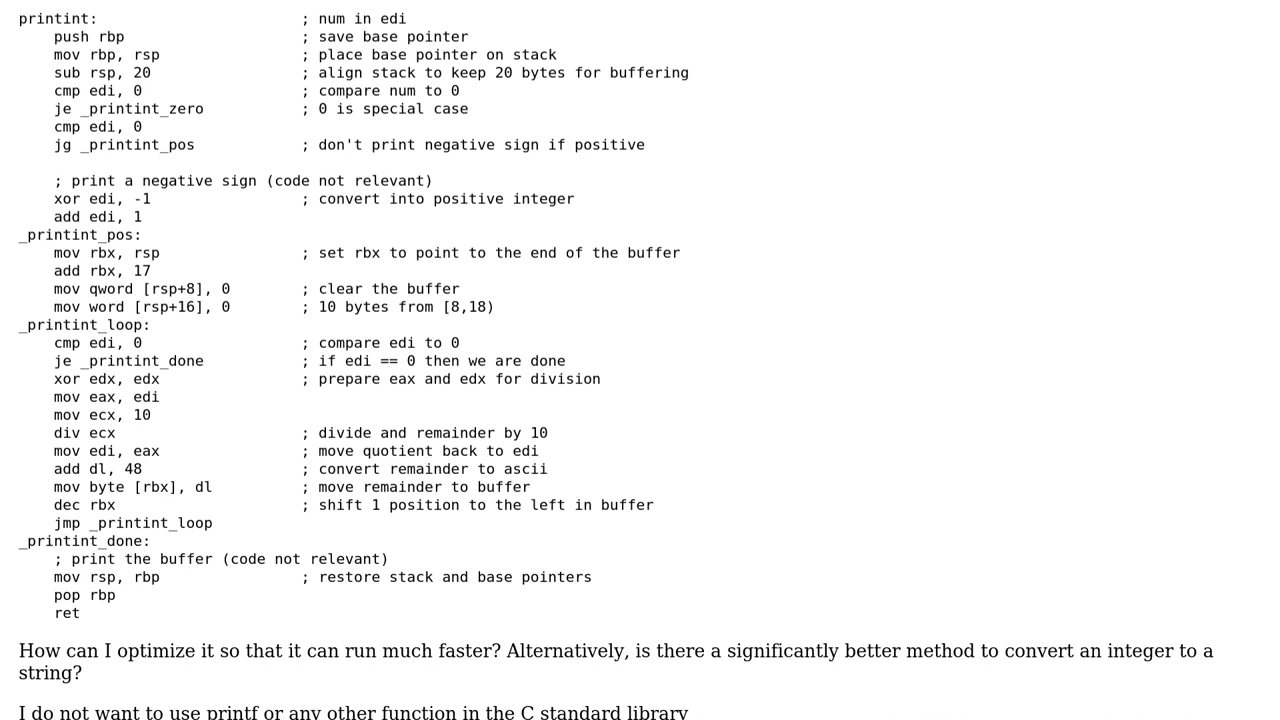 printint:                       ; num in edi
    push rbp                    ; save base pointer
    mov rbp, rsp                ; place base pointer on stack
    sub rsp, 20                 ; align stack to keep 20 bytes for buffering
    cmp edi, 0                  ; compare num to 0
    je _printint_zero           ; 0 is special case
    cmp edi, 0
    jg _printint_pos            ; don't print negative sign if positive

    ; print a negative sign (code not relevant)
    xor edi, -1                 ; convert into positive integer
    add edi, 1
_printint_pos:
    mov rbx, rsp                ; set rbx to point to the end of the buffer
    add rbx, 17
    mov qword [rsp+8], 0        ; clear the buffer
    mov word [rsp+16], 0        ; 10 bytes from [8,18)
_printint_loop:
    cmp edi, 0                  ; compare edi to 0
    je _printint_done           ; if edi == 0 then we are done
    xor edx, edx                ; prepare eax and edx for division
    mov eax, edi
    mov ecx, 10
    div ecx                     ; divide and remainder by 10
    mov edi, eax                ; move quotient back to edi
    add dl, 48                  ; convert remainder to ascii
    mov byte [rbx], dl          ; move remainder to buffer
    dec rbx                     ; shift 1 position to the left in buffer
    jmp _printint_loop
_printint_done:
    ; print the buffer (code not relevant)
    mov rsp, rbp                ; restore stack and base pointers
    pop rbp
    ret
How can I optimize it so that it can run much faster? Alternatively, is there a significantly better method to convert an integer to a
string?
I do not want to use printf or any other function in the C standard library